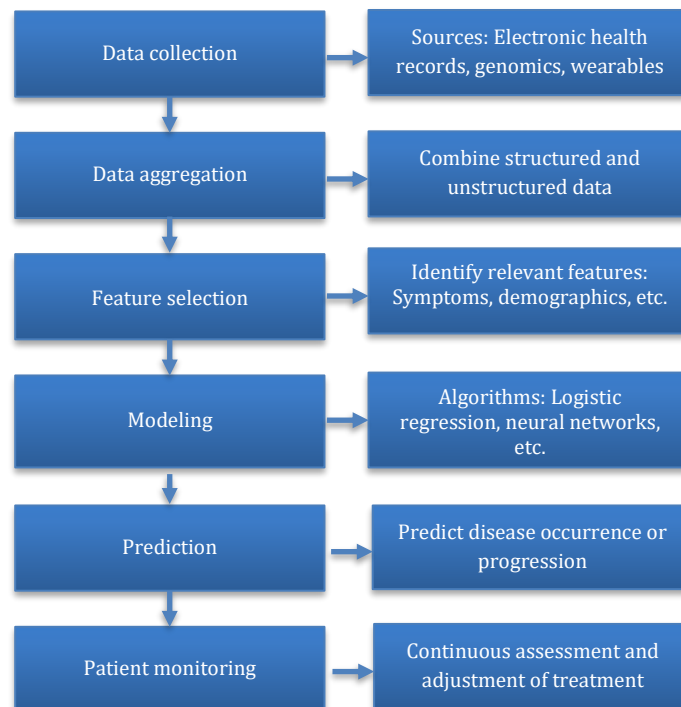 Data collection
Sources: Electronic health
records, genomics, wearables
Data aggregation
Combine structured and
unstructured data
Feature selection
Identify relevant features:
Symptoms, demographics, etc.
Modeling
Algorithms: Logistic
regression, neural networks,
etc.
Prediction
Predict disease occurrence or
progression
Patient monitoring
Continuous assessment and
adjustment of treatment